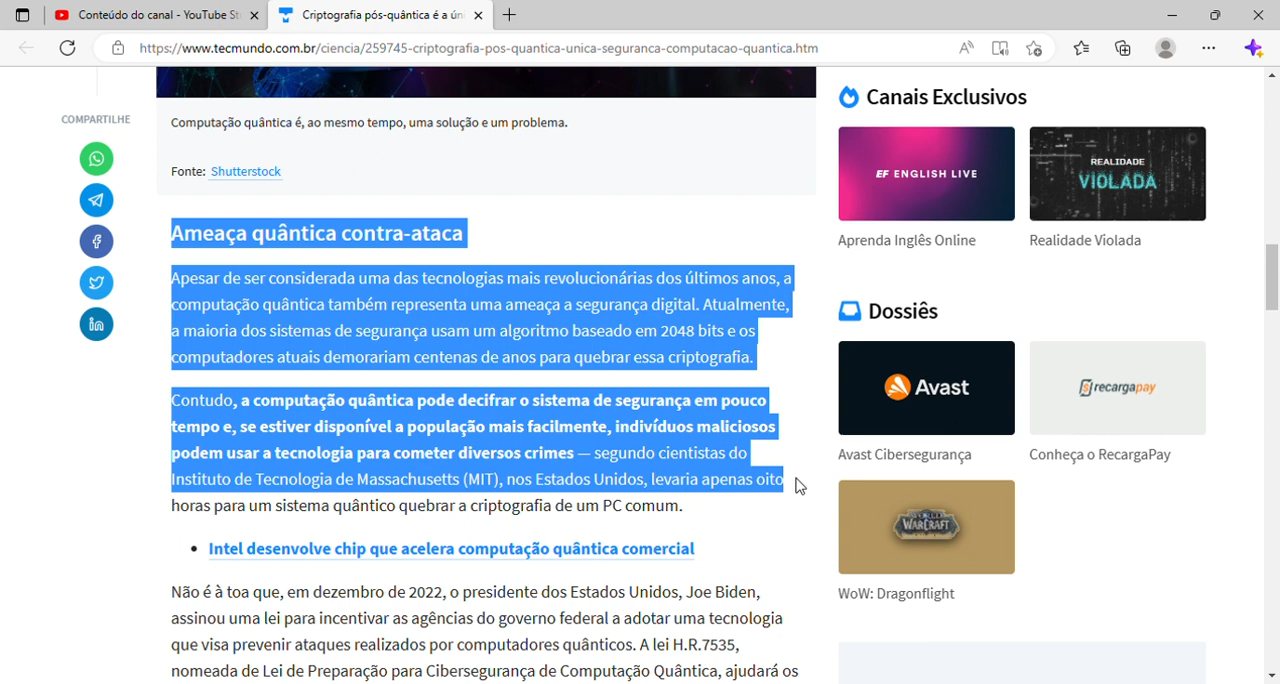 Conteúdo do canal - YouTube St
Criptografia pós-quântica é a ún
https://www.tecmundo.com.br/ciencia/259745-criptografia-pos-quantica-unica-seguranca-computacao-quantica.htm
COMPARTILHE
Computação quântica é, ao mesmo tempo, uma solução e um problema.
Fonte: Shutterstock
Ameaça quântica contra-ataca
Apesar de ser considerada uma das tecnologias mais revolucionárias dos últimos anos, a
computação quântica também representa uma ameaça a segurança digital. Atualmente,
a maioria dos sistemas de segurança usam um algoritmo baseado em 2048 bits e os
computadores atuais demorariam centenas de anos para quebrar essa criptografia.
Contudo, a computação quântica pode decifrar o sistema de segurança em pouco
tempo e, se estiver disponível a população mais facilmente, indivíduos maliciosos
podem usar a tecnologia para cometer diversos crimes — segundo cientistas do
Instituto de Tecnologia de Massachusetts (MIT), nos Estados Unidos, levaria apenas oito
horas para um sistema quântico quebrar a criptografia de um PC comum.
• Intel desenvolve chip que acelera computação quântica comercial
Não é à toa que, em dezembro de 2022, o presidente dos Estados Unidos, Joe Biden,
assinou uma lei para incentivar as agências do governo federal a adotar uma tecnologia
que visa prevenir ataques realizados por computadores quânticos. A lei H.R.7535,
nomeada de Lei de Preparação para Cibersegurança de Computação Quântica, ajudará os
Canais Exclusivos
EF ENGLISH LIVE
REALIDADE
VIOLADA
Aprenda Inglês Online
Realidade Violada
Dossiês
Avast
recargapay
Avast Cibersegurança
Conheça o RecargaPay
WORLD
WARCRAFT
WoW: Dragonflight